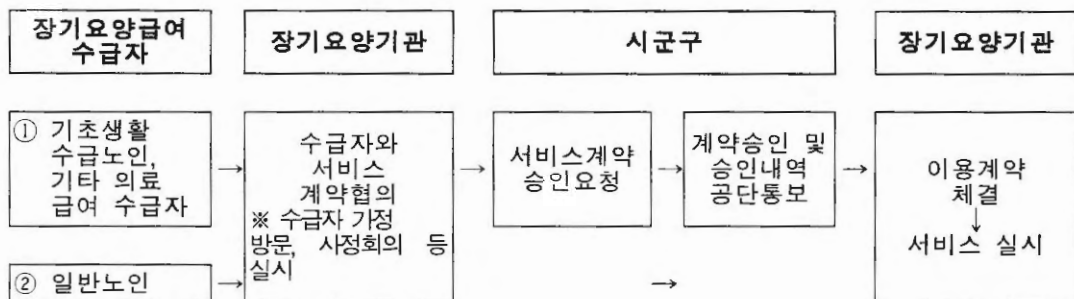 장기요양급여
수급자
장기요양기관
시군구
장기요양기관
① 기초생활
수급노인,
기타 의료
급여 수급자
→
수급자와
서비스
계약협의
※ 수급자 가정
방문, 사정회의 등
실시
→
서비스계약
승인요청
→
계약승인 및
승인내역
공단통보
→
이용계약
체결
↓
서비스 실시
② 일반노인
→
→